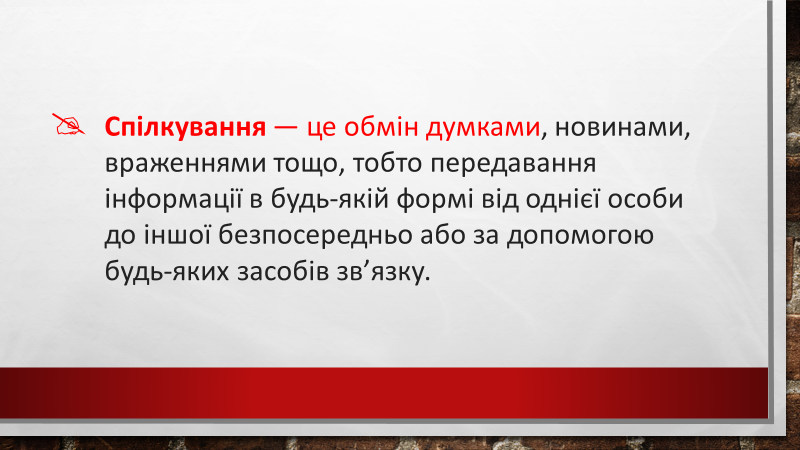 Спілкування — це обмін думками, новинами,
враженнями тощо, тобто передавання
інформації в будь-якій формі від однієї особи
до іншої безпосередньо або за допомогою
будь-яких засобів зв’язку.